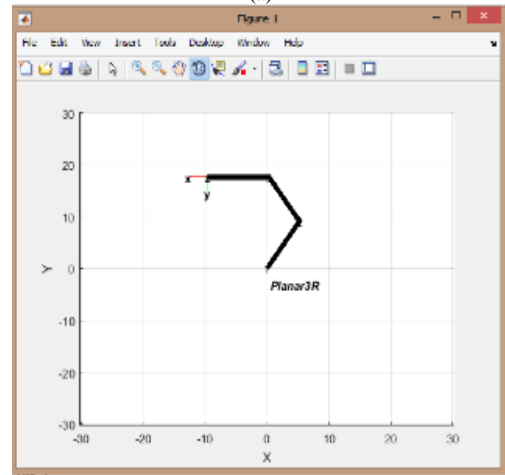 Figure 1
File Edit View Insert Tools Desktop Window Help
30
20
10
0
-10
-20
-30
Y
x
y
Planar3R
-30 -20 -10 0 10 20 30
X